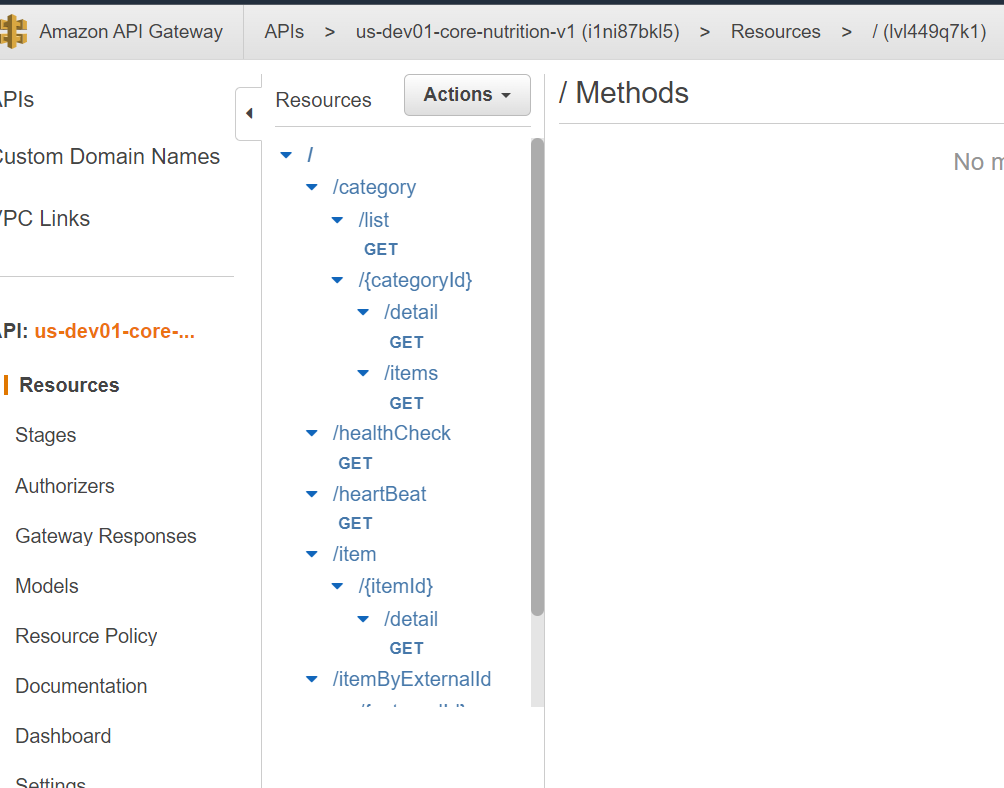 Amazon API Gateway APIs > us-dev01-core-nutrition-v1 (i1ni87bkl5) > Resources > / (lvl449q7k1)
APIs
Custom Domain Names
VPC Links
API: us-dev01-core-...
Resources
Stages
Authorizers
Gateway Responses
Models
Resource Policy
Documentation
Dashboard
Settings
Resources Actions
/
/category
/list
GET
/{categoryId}
/detail
GET
/items
GET
/healthCheck
GET
/heartBeat
GET
/item
/{itemId}
/detail
GET
/itemByExternalId
/ Methods
No